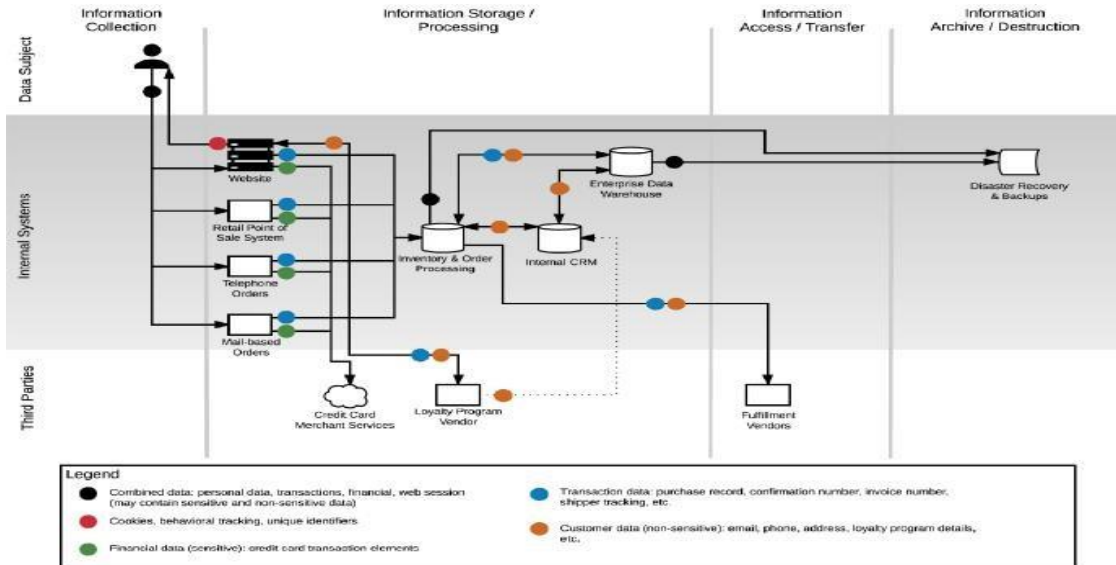 Information
Collection
Information Storage /
Processing
Information
Access / Transfer
Information
Archive / Destruction
Data Subject
Internal Systems
Third Parties
Website
Retail Point of
Sale System
Telephone
Orders
Mail-based
Orders
Inventory & Order
Processing
Internal CRM
Enterprise Data
Warehouse
Disaster Recovery
& Backups
Credit Card
Merchant Services
Loyalty Program
Vendor
Fulfillment
Vendors
Legend
Combined data: personal data, transactions, financial, web session
(may contain sensitive and non-sensitive data)
Cookies, behavioral tracking, unique identifiers
Financial data (sensitive): credit card transaction elements
Transaction data: purchase record, confirmation number, invoice number,
shipper tracking, etc.
Customer data (non-sensitive): email, phone, address, loyalty program details,
etc.